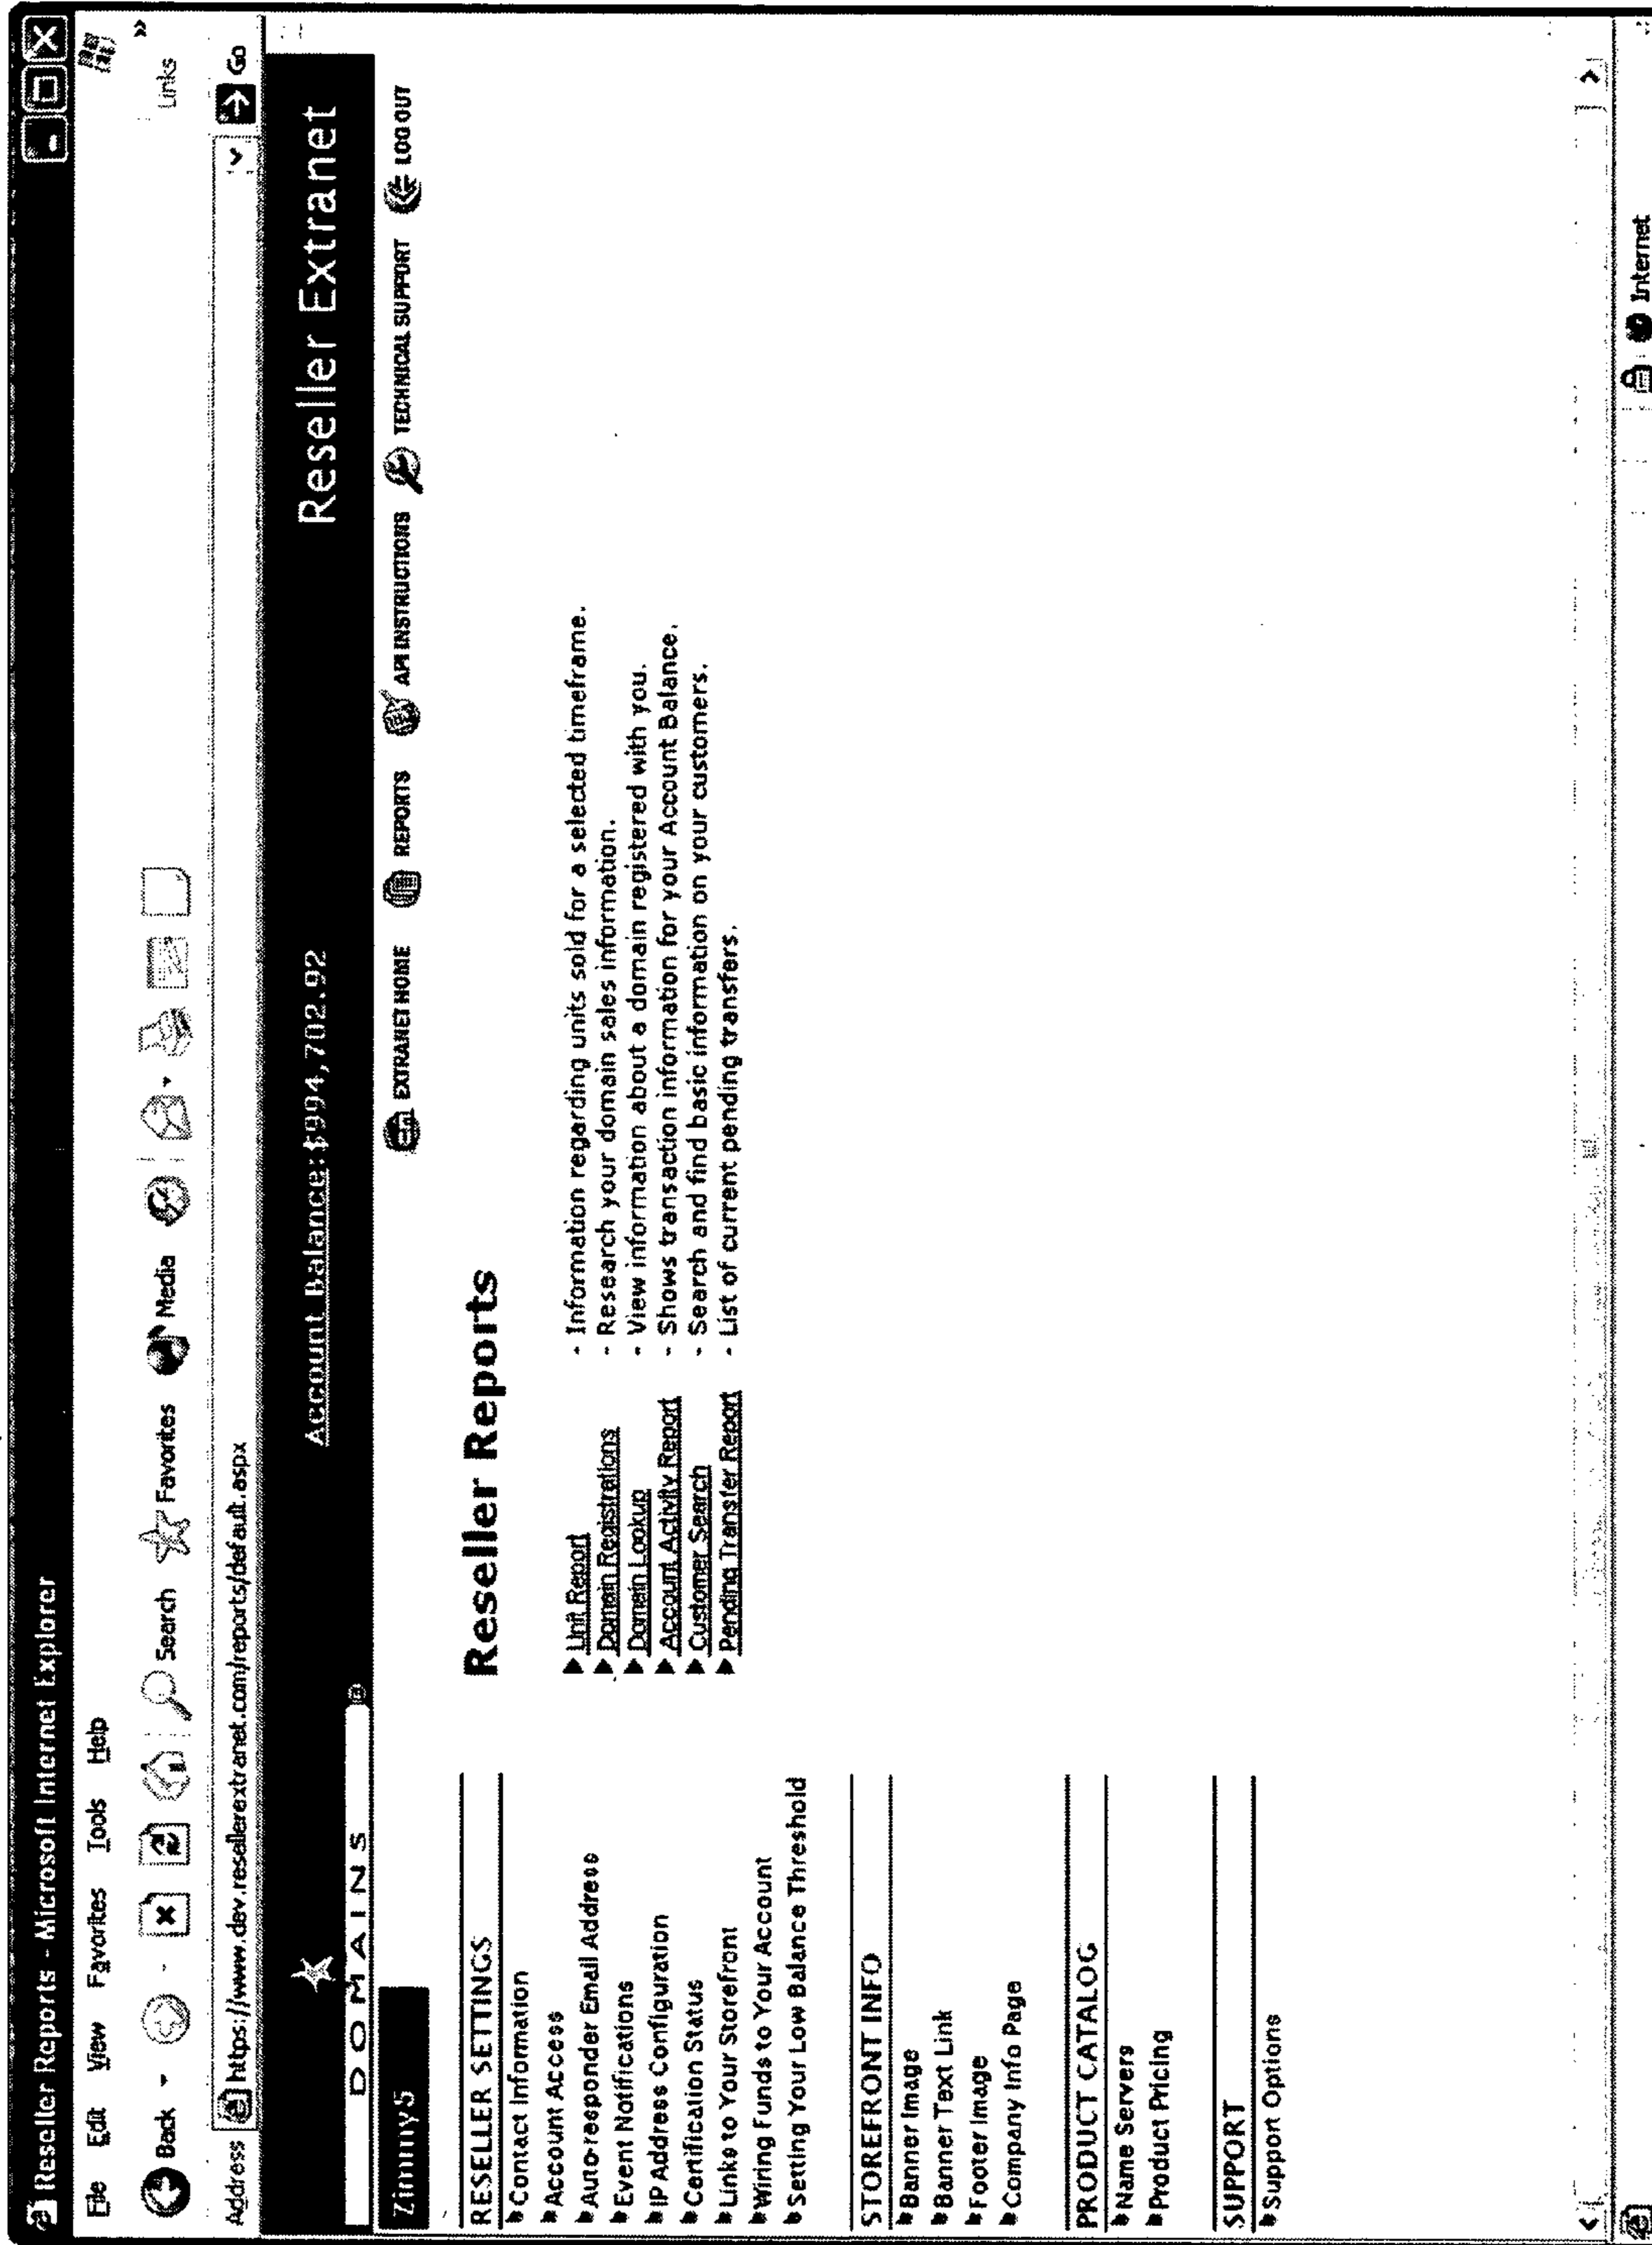 Reseller Reports - Microsoft Internet Explorer
File Edit View Favorites Tools Help
Back Search Favorites Media Links »
Address https://www.dev.resellerextranet.com/reports/default.aspx Go
DOMAINS ®
Account Balance: $994,702.92
Reseller Extranet
Zimmy5
EXTRANET HOME REPORTS API INSTRUCTIONS TECHNICAL SUPPORT LOG OUT
RESELLER SETTINGS
Contact Information
Account Access
Auto-responder Email Address
Event Notifications
IP Address Configuration
Certification Status
Links to Your Storefront
Wiring Funds to Your Account
Setting Your Low Balance Threshold
STOREFRONT INFO
Banner Image
Banner Text Link
Footer Image
Company Info Page
PRODUCT CATALOG
Name Servers
Product Pricing
SUPPORT
Support Options
Reseller Reports
Unit Report - Information regarding units sold for a selected timeframe.
Domain Registrations - Research your domain sales information.
Domain Lookup - View information about a domain registered with you.
Account Activity Report - Shows transaction information for your Account Balance.
Customer Search - Search and find basic information on your customers.
Pending Transfer Report - List of current pending transfers.
Internet